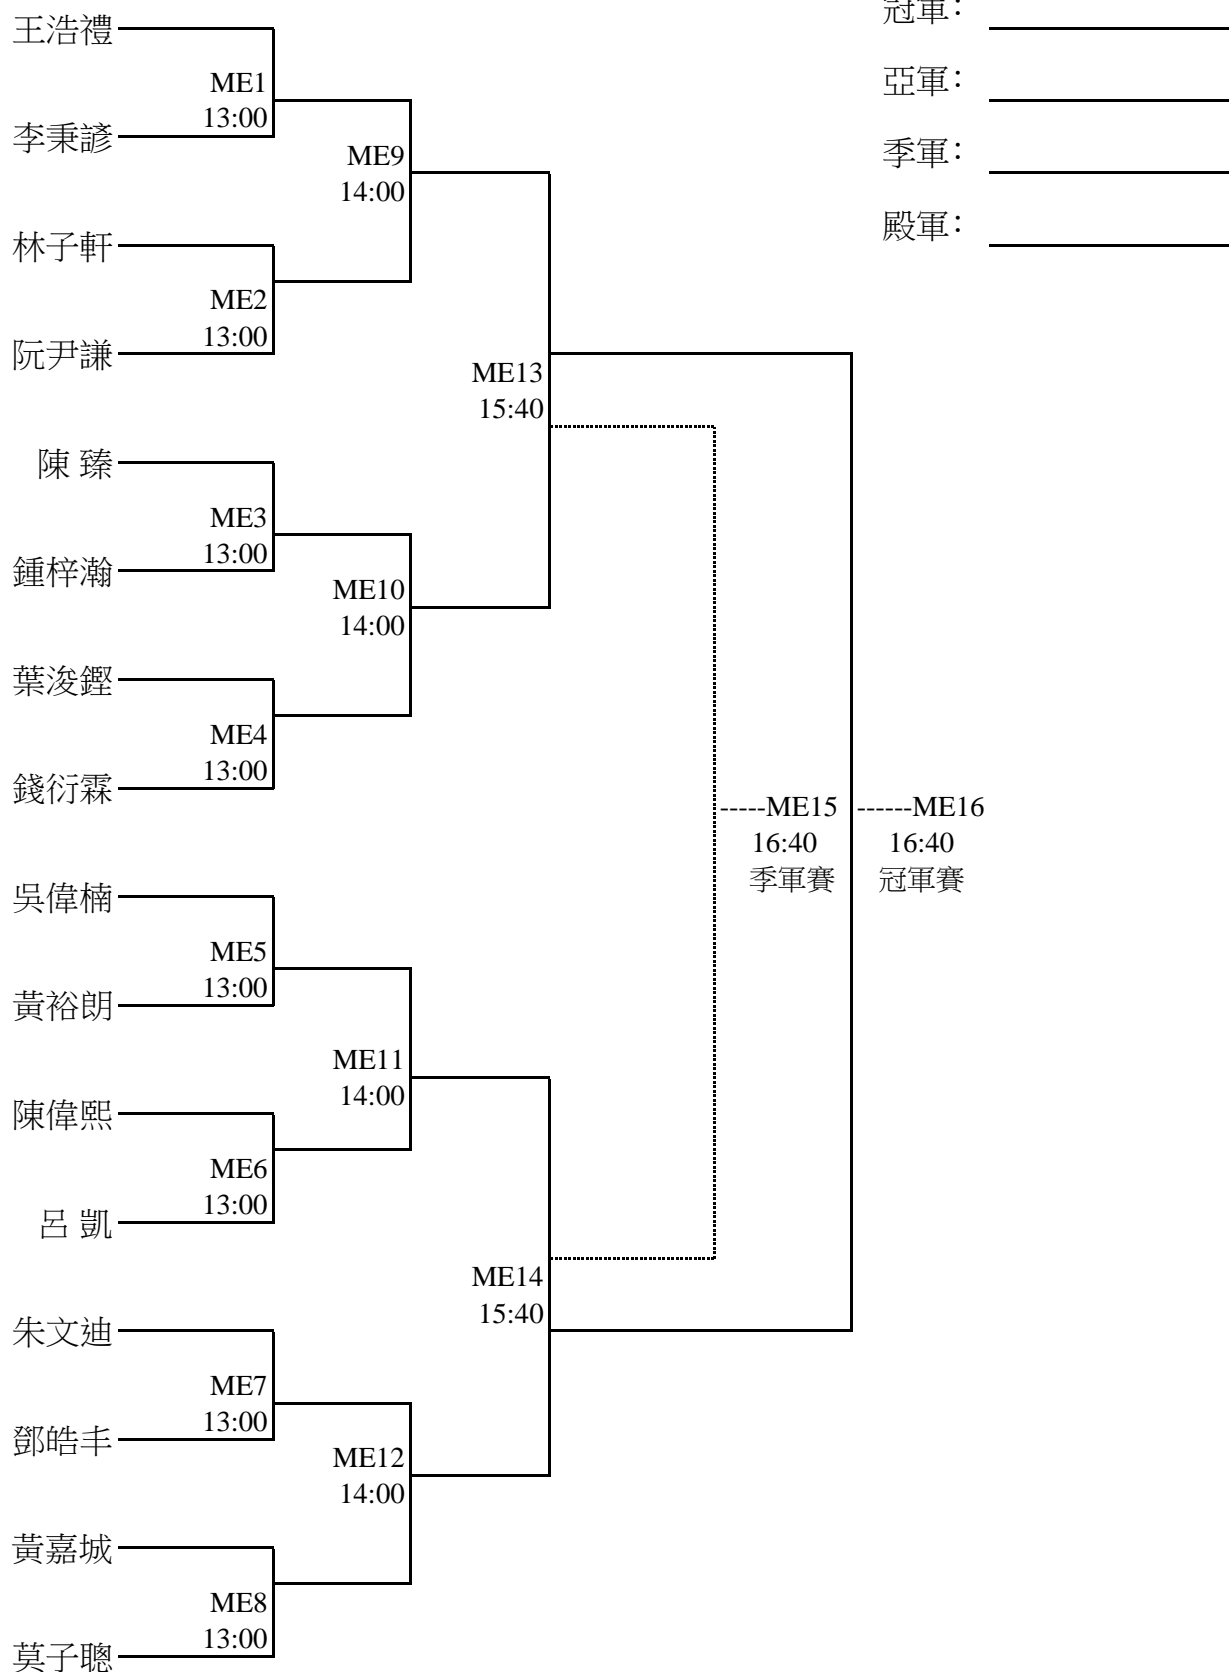 王浩禮
冠軍：
ME1
13:00
亞軍：
李秉諺
ME9
14:00
季軍：
林子軒
殿軍：
ME2
13:00
阮尹謙
ME13
15:40
陳 臻
ME3
13:00
鍾梓瀚
ME10
14:00
葉浚鏗
ME4
13:00
錢衍霖
-----ME15
16:40
季軍賽
------ME16
16:40
冠軍賽
吳偉楠
ME5
13:00
黃裕朗
ME11
14:00
陳偉熙
ME6
13:00
呂 凱
ME14
15:40
朱文迪
ME7
13:00
鄧皓丰
ME12
14:00
黃嘉城
ME8
13:00
莫子聰